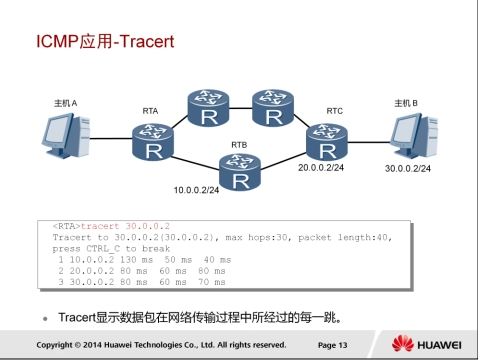 ICMP应用-Tracert
主机 A
RTA
R
R
RTC
主机 B
R
R
RTB
R
10.0.0.2/24
20.0.0.2/24
30.0.0.2/24
<RTA>tracert 30.0.0.2
Tracert to 30.0.0.2(30.0.0.2), max hops:30, packet length:40,
press CTRL_C to break
1 10.0.0.2 130 ms 50 ms 40 ms
2 20.0.0.2 80 ms 60 ms 80 ms
3 30.0.0.2 80 ms 60 ms 70 ms
Tracert显示数据包在网络传输过程中所经过的每一跳。
Copyright © 2014 Huawei Technologies Co., Ltd. All rights reserved.
Page 13
HUAWEI